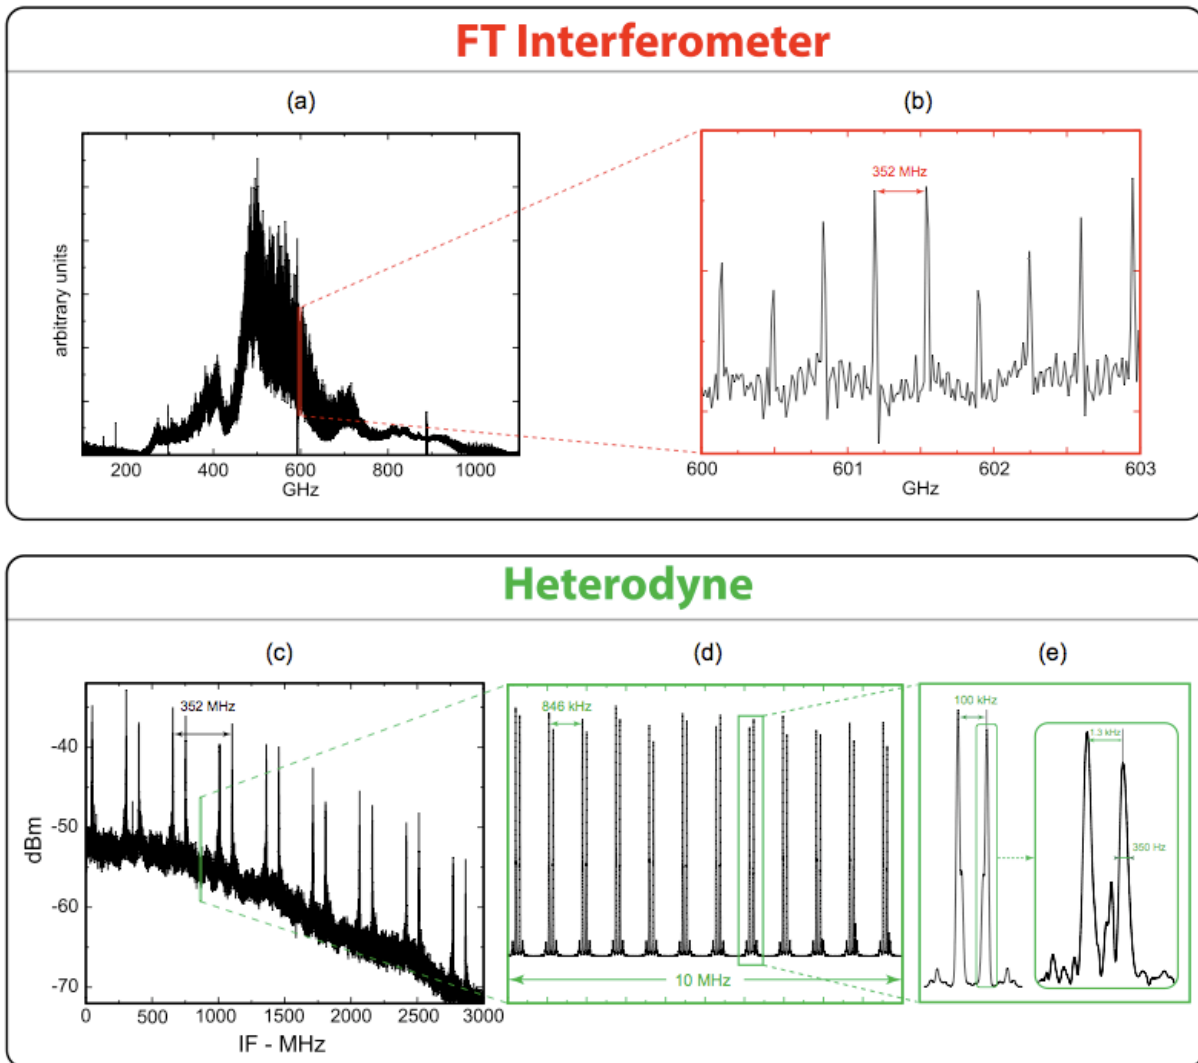 FT Interferometer
(a)
(b)
352 MHz
arbitrary units
200 400 600 800 1000
GHz
600 601 602 603
GHz
Heterodyne
(c)
(d)
(e)
352 MHz
846 kHz
100 kHz
1.3 kHz
350 Hz
-40
-50
-60
-70
dBm
10 MHz
0 500 1000 1500 2000 2500 3000
IF - MHz